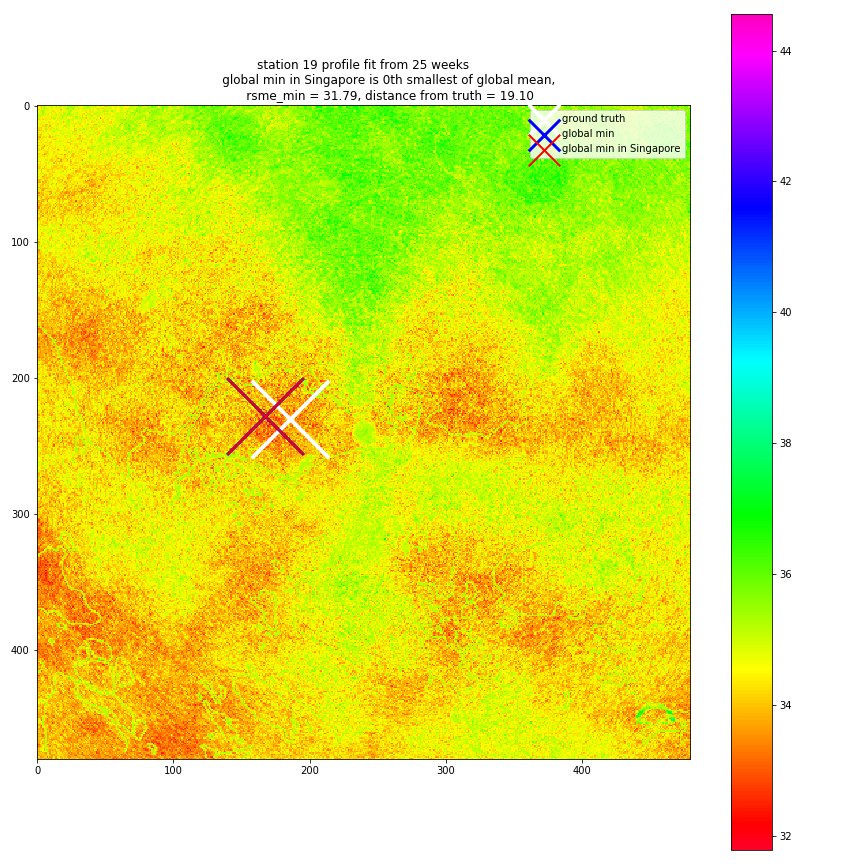 station 19 profile fit from 25 weeks
global min in Singapore is 0th smallest of global mean,
rsme_min = 31.79, distance from truth = 19.10
ground truth
global min
global min in Singapore
0
100
200
300
400
0 100 200 300 400
44
42
40
38
36
34
32